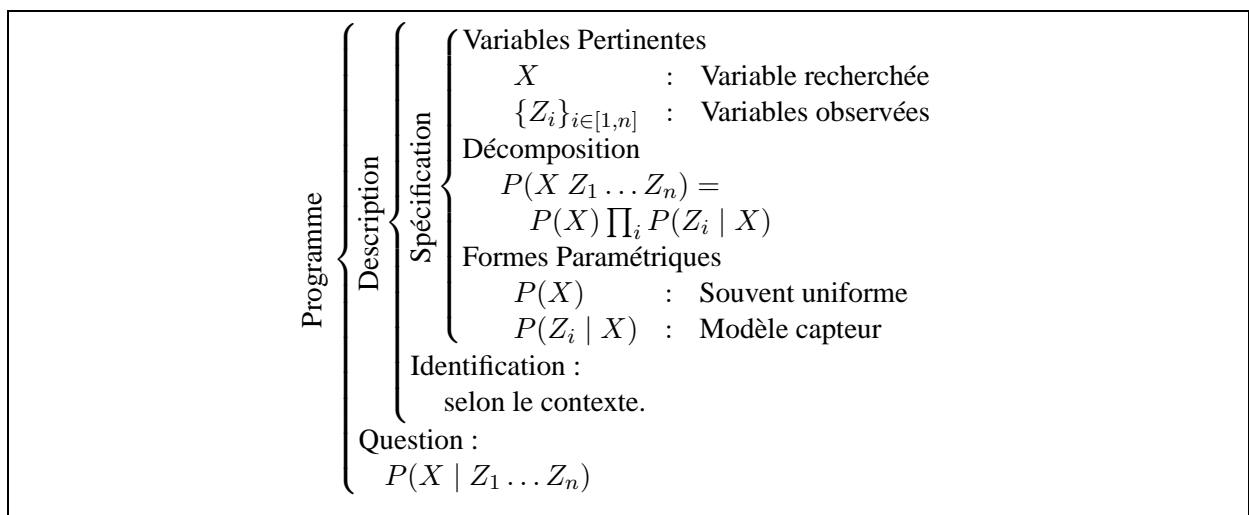 Programme
Description
Spécification
Variables Pertinentes
X : Variable recherchée
{Z_i}_{i∈[1,n]} : Variables observées
Décomposition
P(X Z_1 … Z_n) =
P(X) ∏_i P(Z_i | X)
Formes Paramétriques
P(X) : Souvent uniforme
P(Z_i | X) : Modèle capteur
Identification :
selon le contexte.
Question :
P(X | Z_1 … Z_n)